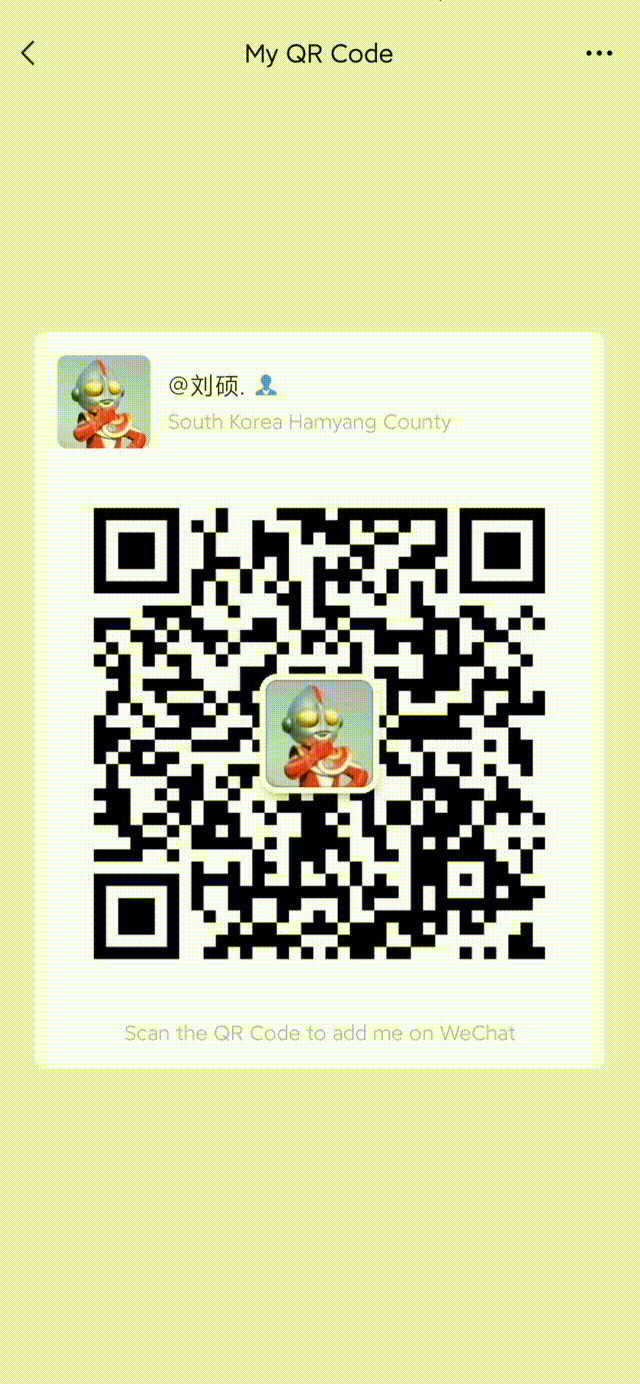 My QR Code
@刘硕.
South Korea Hamyang County
Scan the QR Code to add me on WeChat